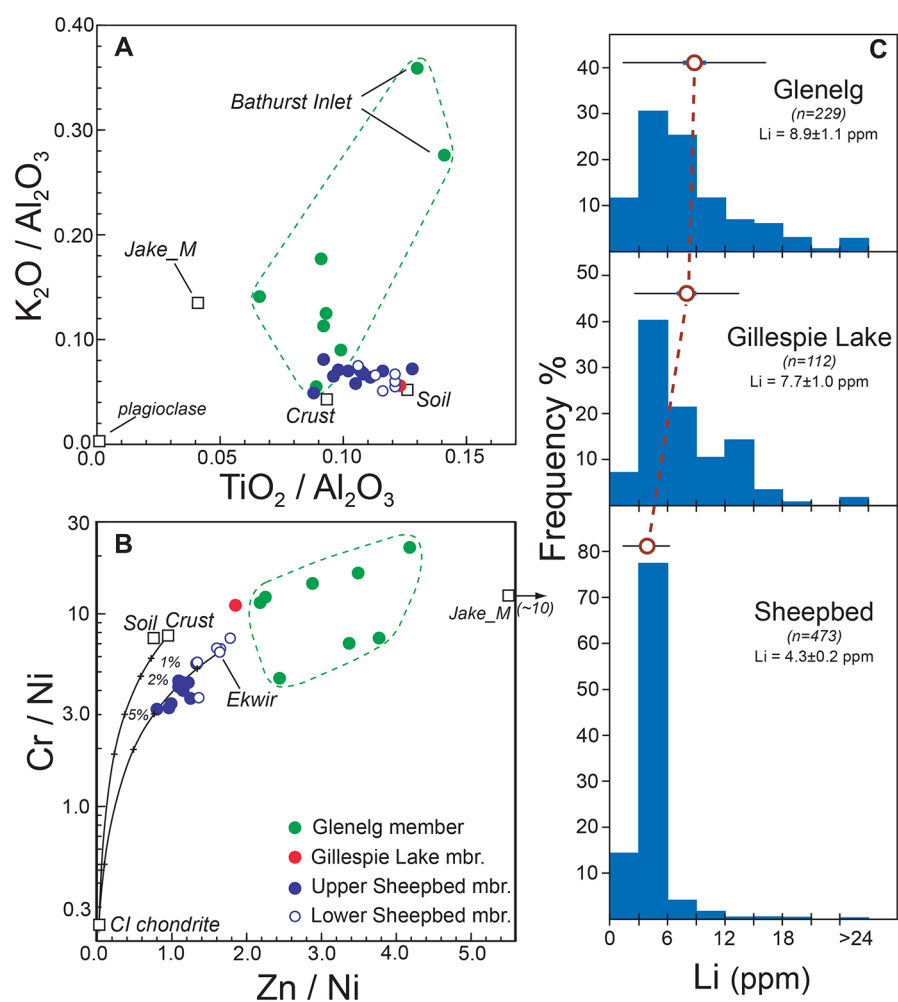 A
0.40
0.30
0.20
0.10
0.0
K2O / Al2O3
Bathurst Inlet
Jake_M
plagioclase
Crust
Soil
0.0
0.05
0.10
0.15
TiO2 / Al2O3
B
30
10
3.0
1.0
0.3
Cr / Ni
Soil
Crust
1%
2%
5%
Ekwir
Jake_M (~10)
Glenelg member
Gillespie Lake mbr.
Upper Sheepbed mbr.
Lower Sheepbed mbr.
CI chondrite
0.0
1.0
2.0
3.0
4.0
5.0
Zn / Ni
C
40
30
20
10
Glenelg
(n=229)
Li = 8.9±1.1 ppm
50
40
30
20
10
Gillespie Lake
(n=112)
Li = 7.7±1.0 ppm
Frequency %
80
70
60
50
40
30
20
10
Sheepbed
(n=473)
Li = 4.3±0.2 ppm
0
6
12
18
>24
Li (ppm)